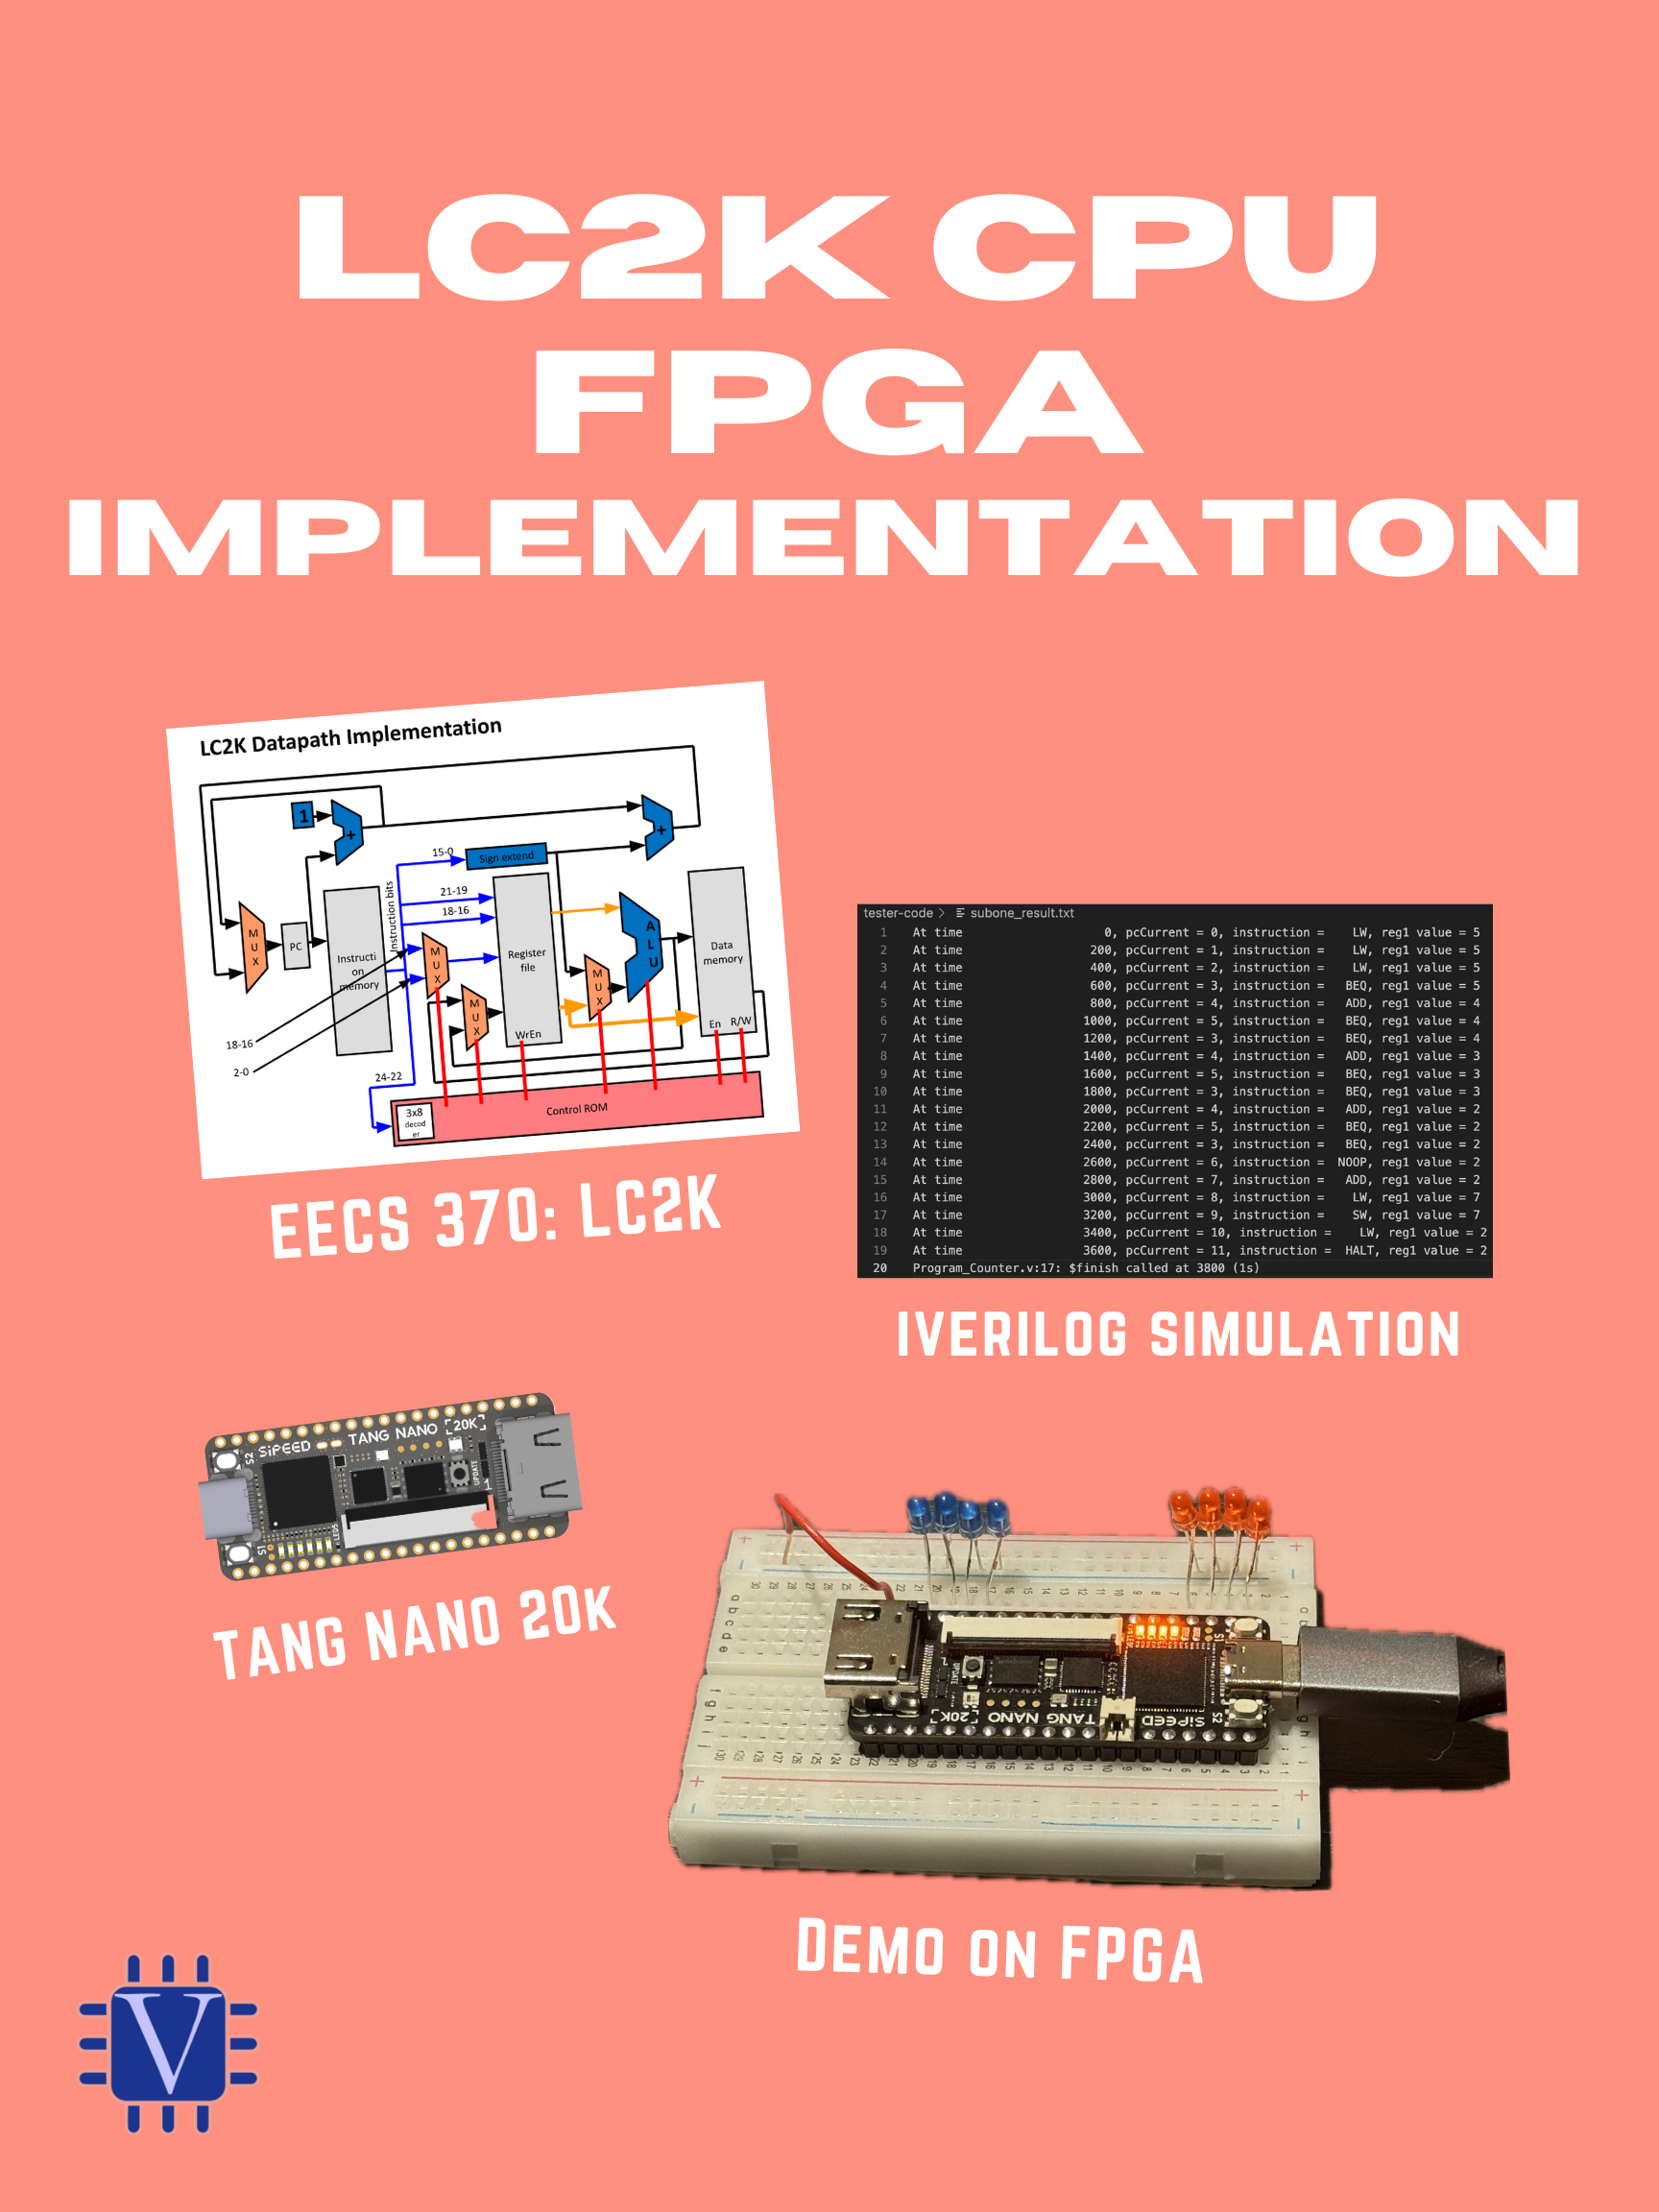 LC2K CPU
FPGA
IMPLEMENTATION
LC2K Datapath Implementation
1
+
+
15-0
Sign extend
21-19
18-16
Instruction bits
M
U
X
PC
Instructi
on
memory
M
U
X
M
U
X
Register
file
WrEn
M
U
X
A
L
U
Data
memory
En R/W
18-16
2-0
24-22
3x8
decod
er
Control ROM
EECS 370: LC2K
tester-code > subone_result.txt
1 At time 0, pcCurrent = 0, instruction = LW, reg1 value = 5
2 At time 200, pcCurrent = 1, instruction = LW, reg1 value = 5
3 At time 400, pcCurrent = 2, instruction = LW, reg1 value = 5
4 At time 600, pcCurrent = 3, instruction = BEQ, reg1 value = 5
5 At time 800, pcCurrent = 4, instruction = ADD, reg1 value = 4
6 At time 1000, pcCurrent = 5, instruction = BEQ, reg1 value = 4
7 At time 1200, pcCurrent = 3, instruction = BEQ, reg1 value = 4
8 At time 1400, pcCurrent = 4, instruction = ADD, reg1 value = 3
9 At time 1600, pcCurrent = 5, instruction = BEQ, reg1 value = 3
10 At time 1800, pcCurrent = 3, instruction = BEQ, reg1 value = 3
11 At time 2000, pcCurrent = 4, instruction = ADD, reg1 value = 2
12 At time 2200, pcCurrent = 5, instruction = BEQ, reg1 value = 2
13 At time 2400, pcCurrent = 3, instruction = BEQ, reg1 value = 2
14 At time 2600, pcCurrent = 6, instruction = NOOP, reg1 value = 2
15 At time 2800, pcCurrent = 7, instruction = ADD, reg1 value = 2
16 At time 3000, pcCurrent = 8, instruction = LW, reg1 value = 7
17 At time 3200, pcCurrent = 9, instruction = SW, reg1 value = 7
18 At time 3400, pcCurrent = 10, instruction = LW, reg1 value = 2
19 At time 3600, pcCurrent = 11, instruction = HALT, reg1 value = 2
20 Program_Counter.v:17: $finish called at 3800 (1s)
IVERILOG SIMULATION
S2
SiPEED
TANG NANO 20K
UPDATE
S1
TANG NANO 20K
a b c d e
f g h i j
S1
S2
SiPEED
TANG NANO
20K
DEMO ON FPGA
V